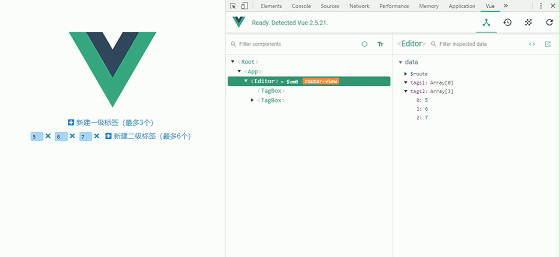 Elements Console Sources Network Performance Memory Application Vue »
Ready. Detected Vue 2.5.21.
Filter components
Tr
<Editor>
Filter inspected data
<Root>
<App>
<Editor> = $vm0 router-view
<TagBox>
<TagBox>
data
$route
tags1: Array[0]
tags2: Array[3]
0: 5
1: 6
2: 7
新建一级标签（最多3个）
5 × 6 × 7 × 新建二级标签（最多6个）